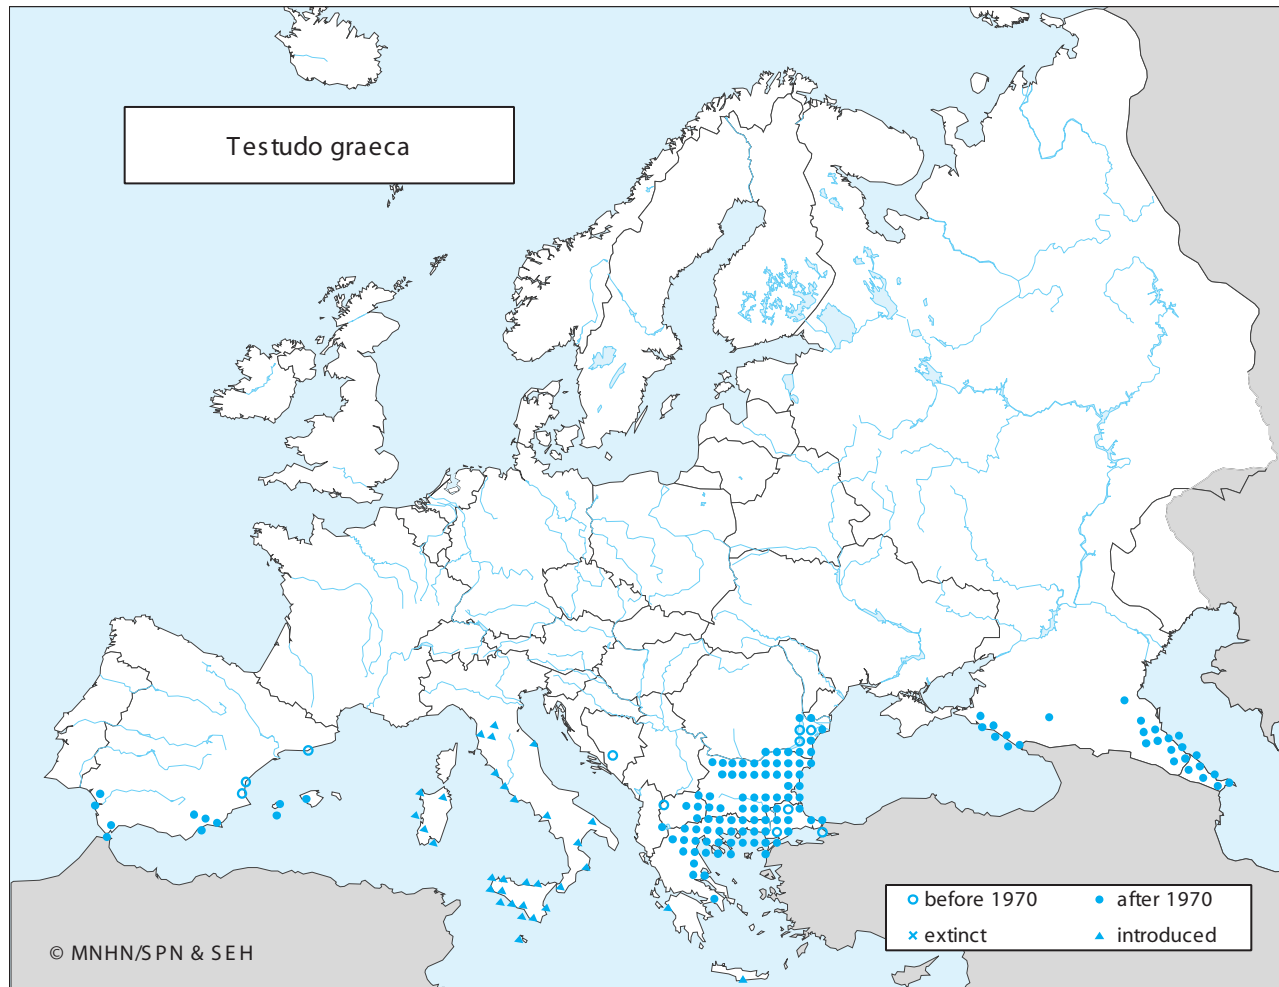 Testudo graeca
before 1970
after 1970
extinct
introduced
© MNHN/SPN & SEH